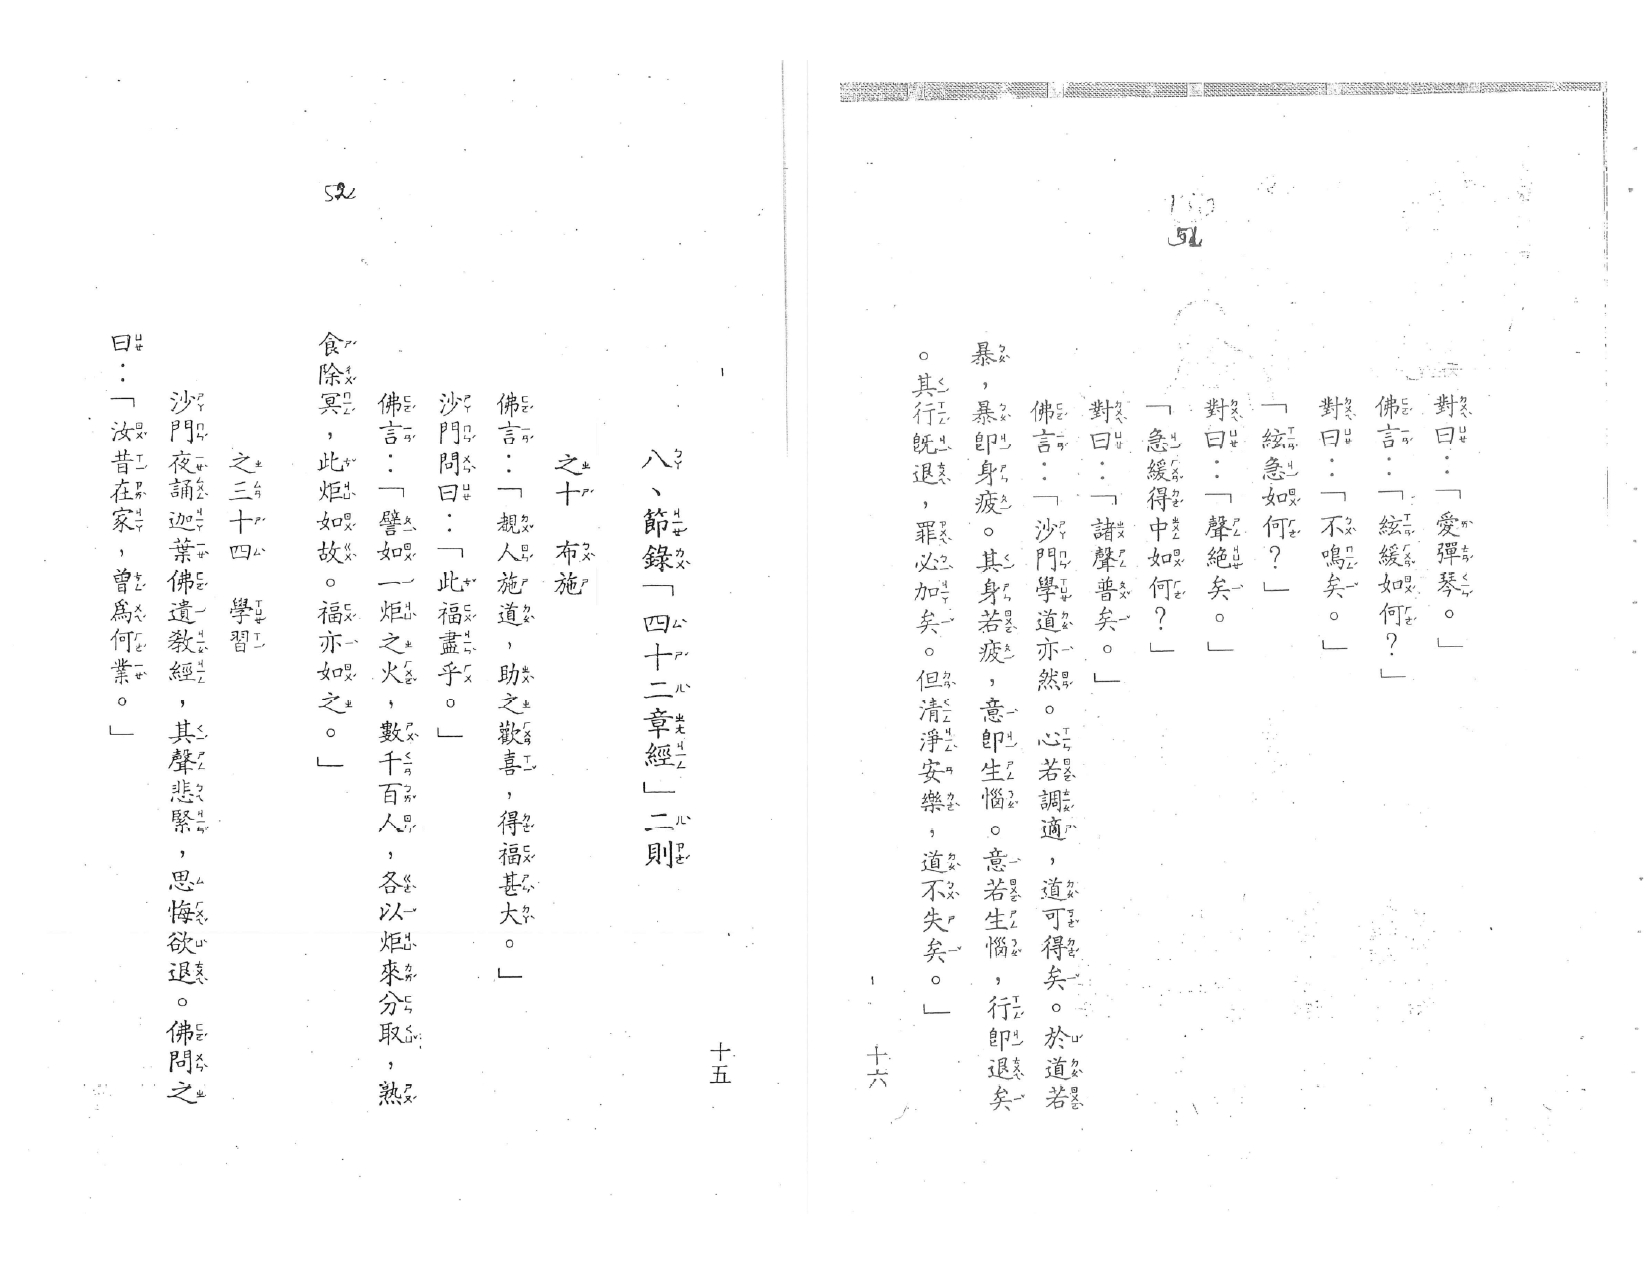 52
八、節錄「四十二章經」二則
之十　布施
佛言：「覩人施道，助之歡喜，得福甚大。」
沙門問曰：「此福盡乎。」
佛言：「譬如一炬之火，數千百人，各以炬來分取，熟
食除冥，此炬如故。福亦如之。」
之三十四　學習
沙門夜誦迦葉佛遺教經，其聲悲緊，思悔欲退。佛問之
曰：「汝昔在家，曾爲何業。」
十五
對曰：「愛彈琴。」
佛言：「絃緩如何？」
對曰：「不鳴矣。」
「絃急如何？」
對曰：「聲絕矣。」
「急緩得中如何？」
對曰：「諸聲普矣。」
佛言：「沙門學道亦然。心若調適，道可得矣。於道若
暴，暴即身疲。其身若疲，意即生惱。意若生惱，行即退矣
。其行既退，罪必加矣。但清淨安樂，道不失矣。」
十六